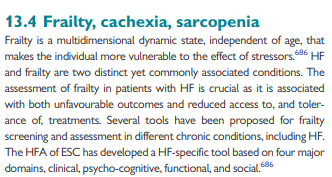 13.4 Frailty, cachexia, sarcopenia
Frailty is a multidimensional dynamic state, independent of age, that
makes the individual more vulnerable to the effect of stressors.686 HF
and frailty are two distinct yet commonly associated conditions. The
assessment of frailty in patients with HF is crucial as it is associated
with both unfavourable outcomes and reduced access to, and toler-
ance of, treatments. Several tools have been proposed for frailty
screening and assessment in different chronic conditions, including HF.
The HFA of ESC has developed a HF-specific tool based on four major
domains, clinical, psycho-cognitive, functional, and social.686